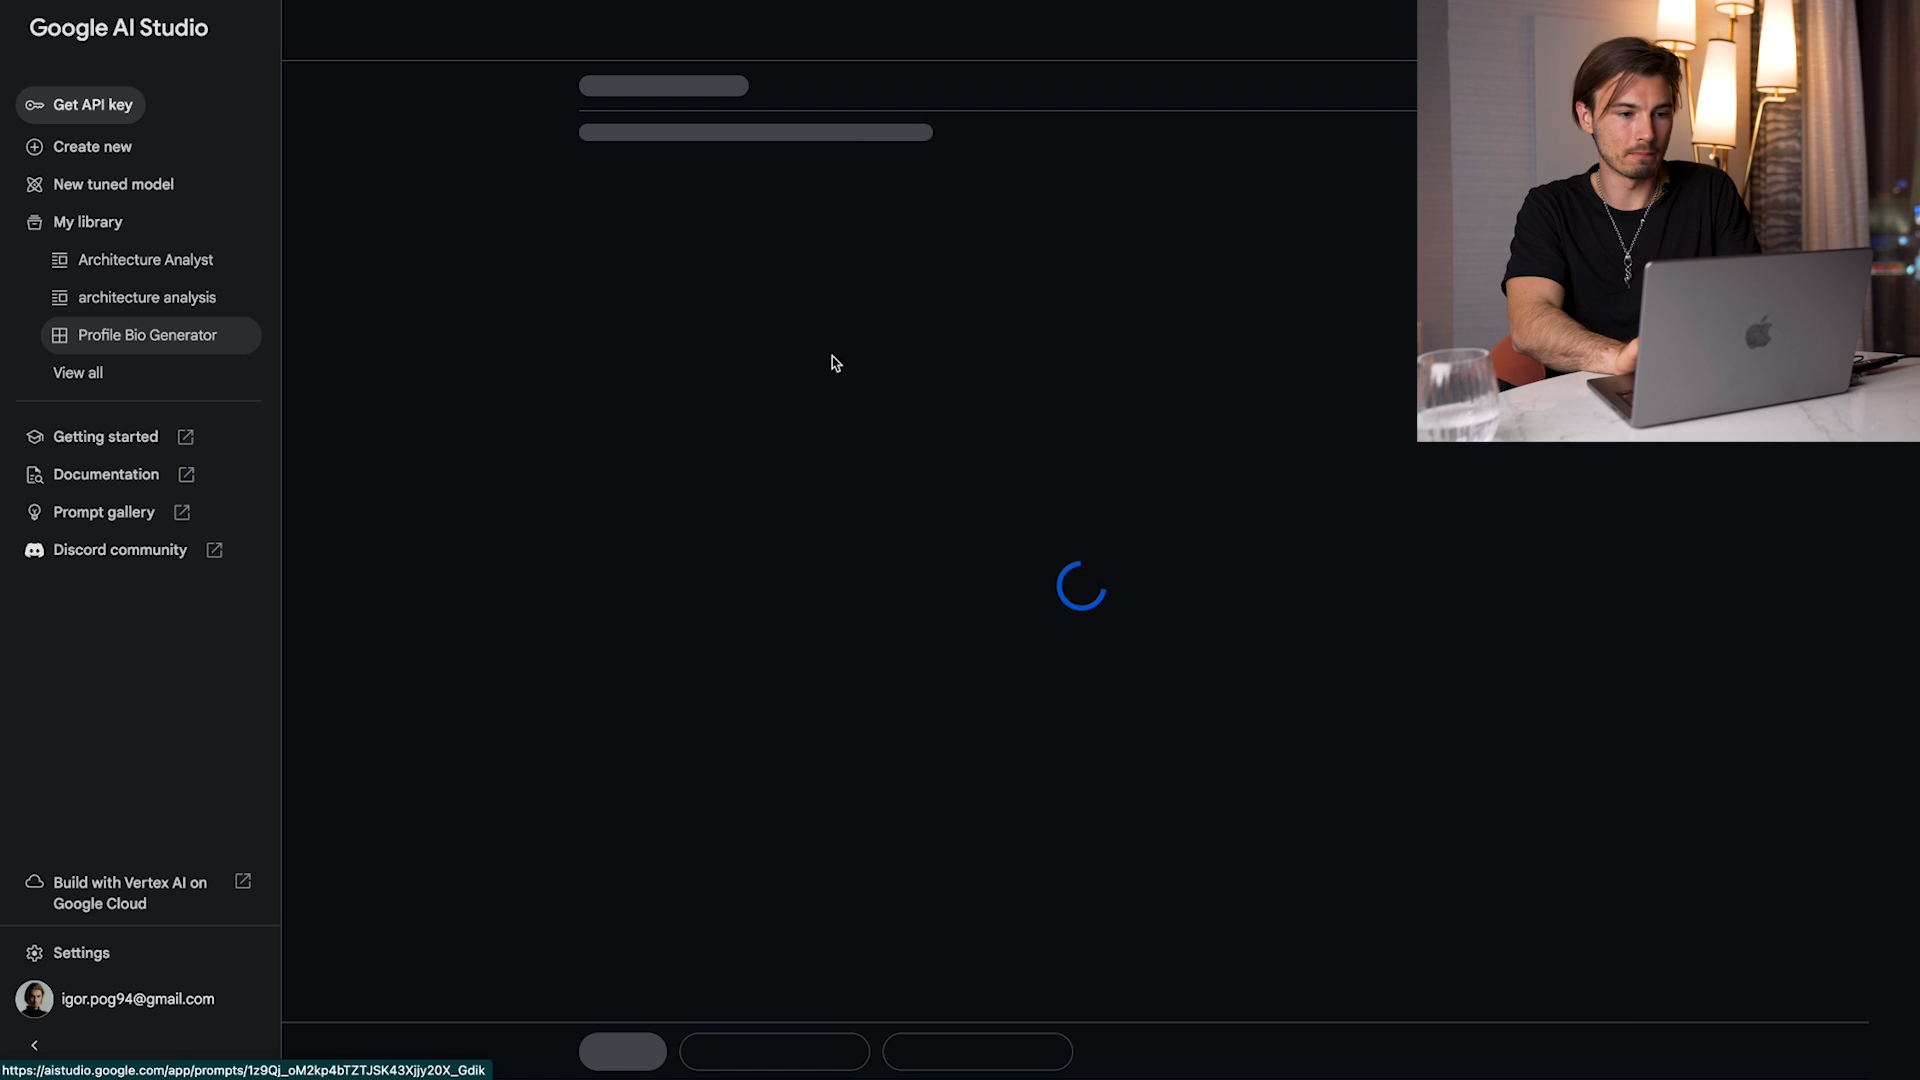 Google AI Studio
Get API key
Create new
New tuned model
My library
Architecture Analyst
architecture analysis
Profile Bio Generator
View all
Getting started
Documentation
Prompt gallery
Discord community
Build with Vertex AI on
Google Cloud
Settings
igor.pog94@gmail.com
https://aistudio.google.com/app/prompts/1z9Qj_oM2kp4bTZTJSK43Xjjy20X_Gdik